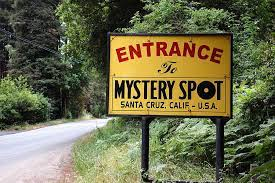 ENTRANCE
To
MYSTERY SPOT
SANTA CRUZ, CALIF - U.S.A.